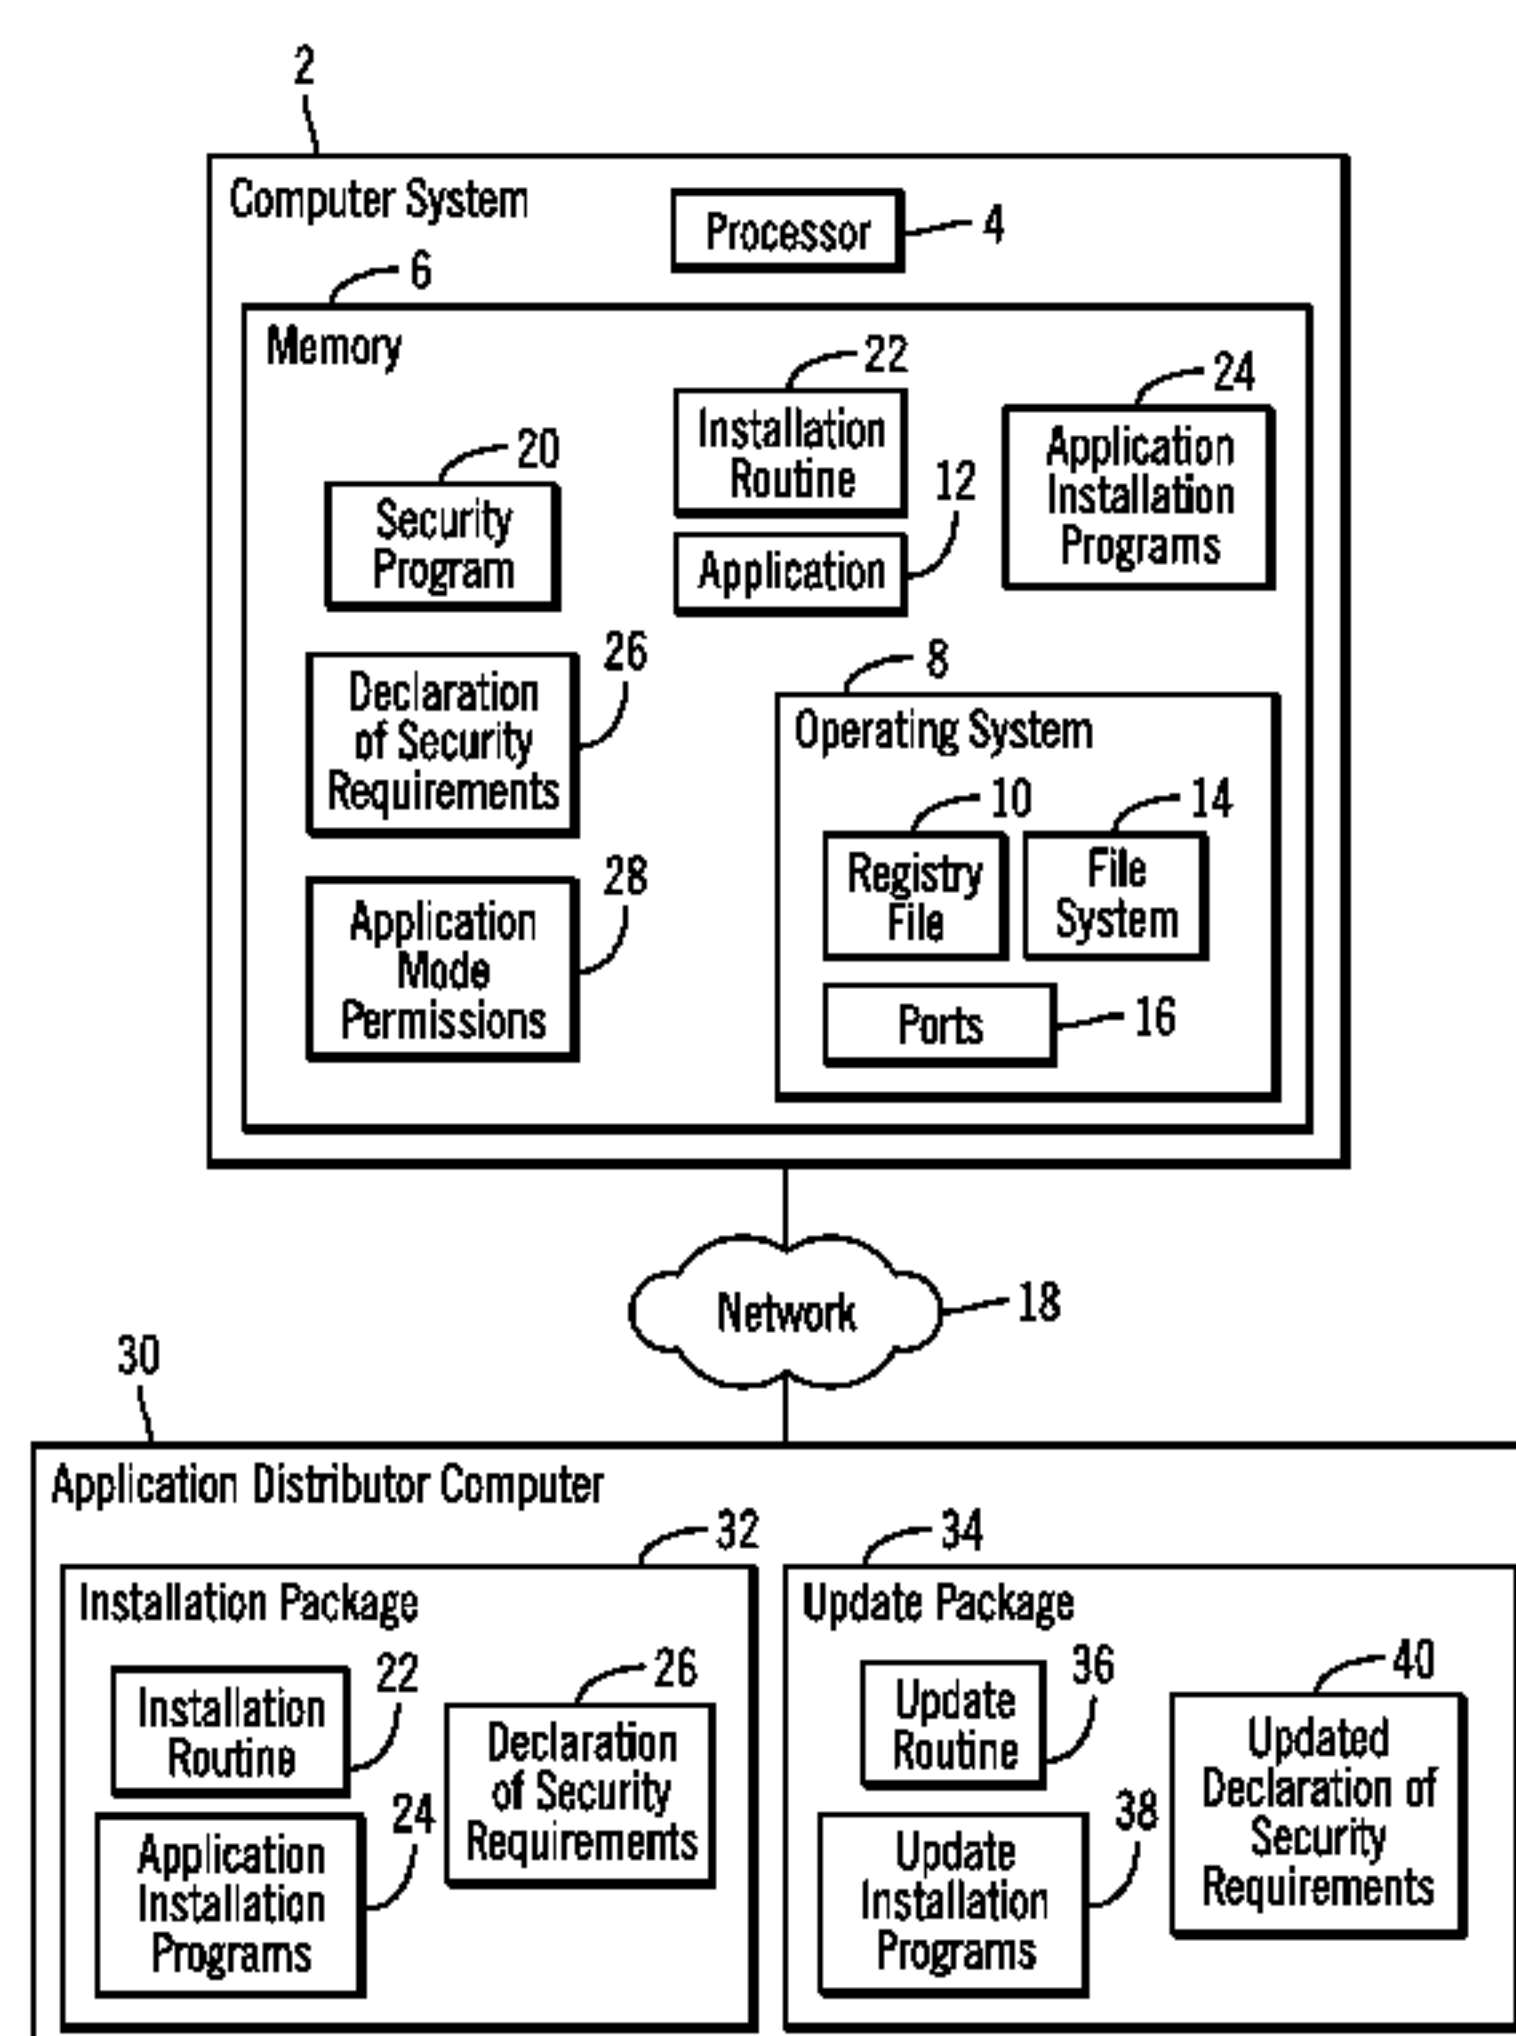 2
Computer System
Processor
4
6
Memory
22
Installation
Routine
24
Application
Installation
Programs
20
Security
Program
12
Application
26
Declaration
of Security
Requirements
8
Operating System
10
Registry
File
14
File
System
28
Application
Mode
Permissions
Ports
16
Network
18
30
Application Distributor Computer
32
Installation Package
22
Installation
Routine
26
Declaration
of Security
Requirements
24
Application
Installation
Programs
34
Update Package
36
Update
Routine
40
Updated
Declaration of
Security
Requirements
38
Update
Installation
Programs